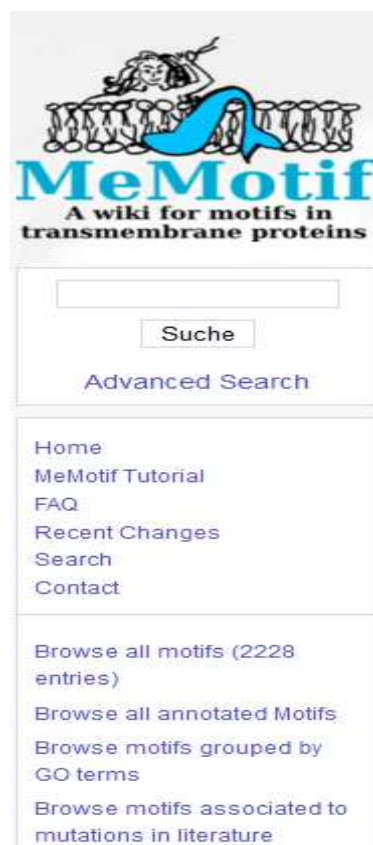 MeMotif
A wiki for motifs in
transmembrane proteins
Suche
Advanced Search
Home
MeMotif Tutorial
FAQ
Recent Changes
Search
Contact
Browse all motifs (2228
entries)
Browse all annotated Motifs
Browse motifs grouped by
GO terms
Browse motifs associated to
mutations in literature